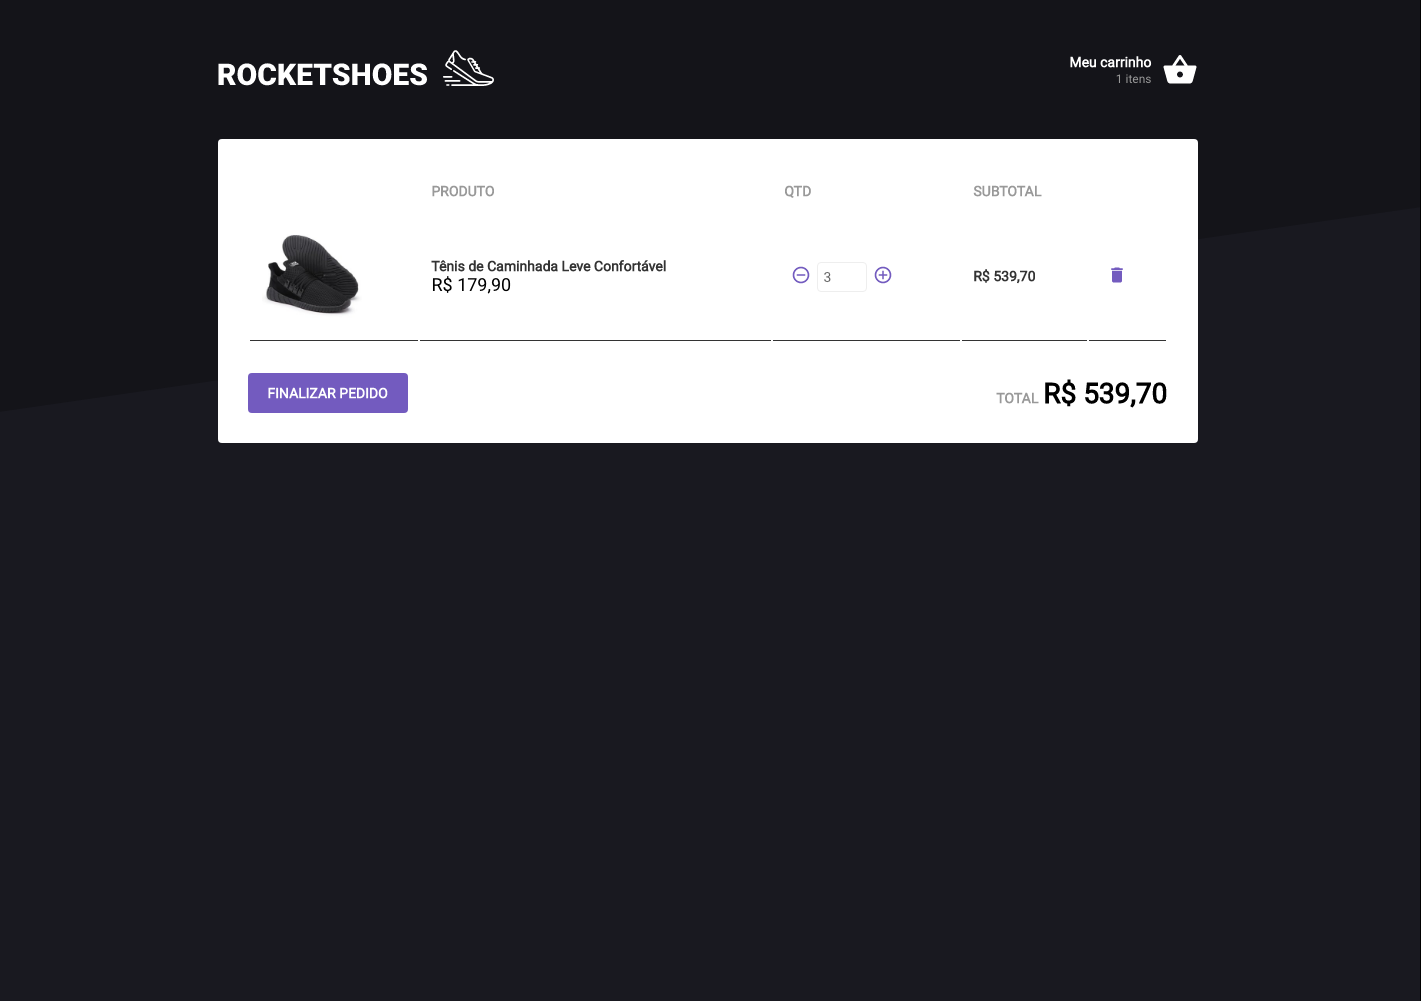 ROCKETSHOES
Meu carrinho
1 itens
PRODUTO QTD SUBTOTAL
Tênis de Caminhada Leve Confortável
R$ 179,90
3
R$ 539,70
FINALIZAR PEDIDO
TOTAL R$ 539,70